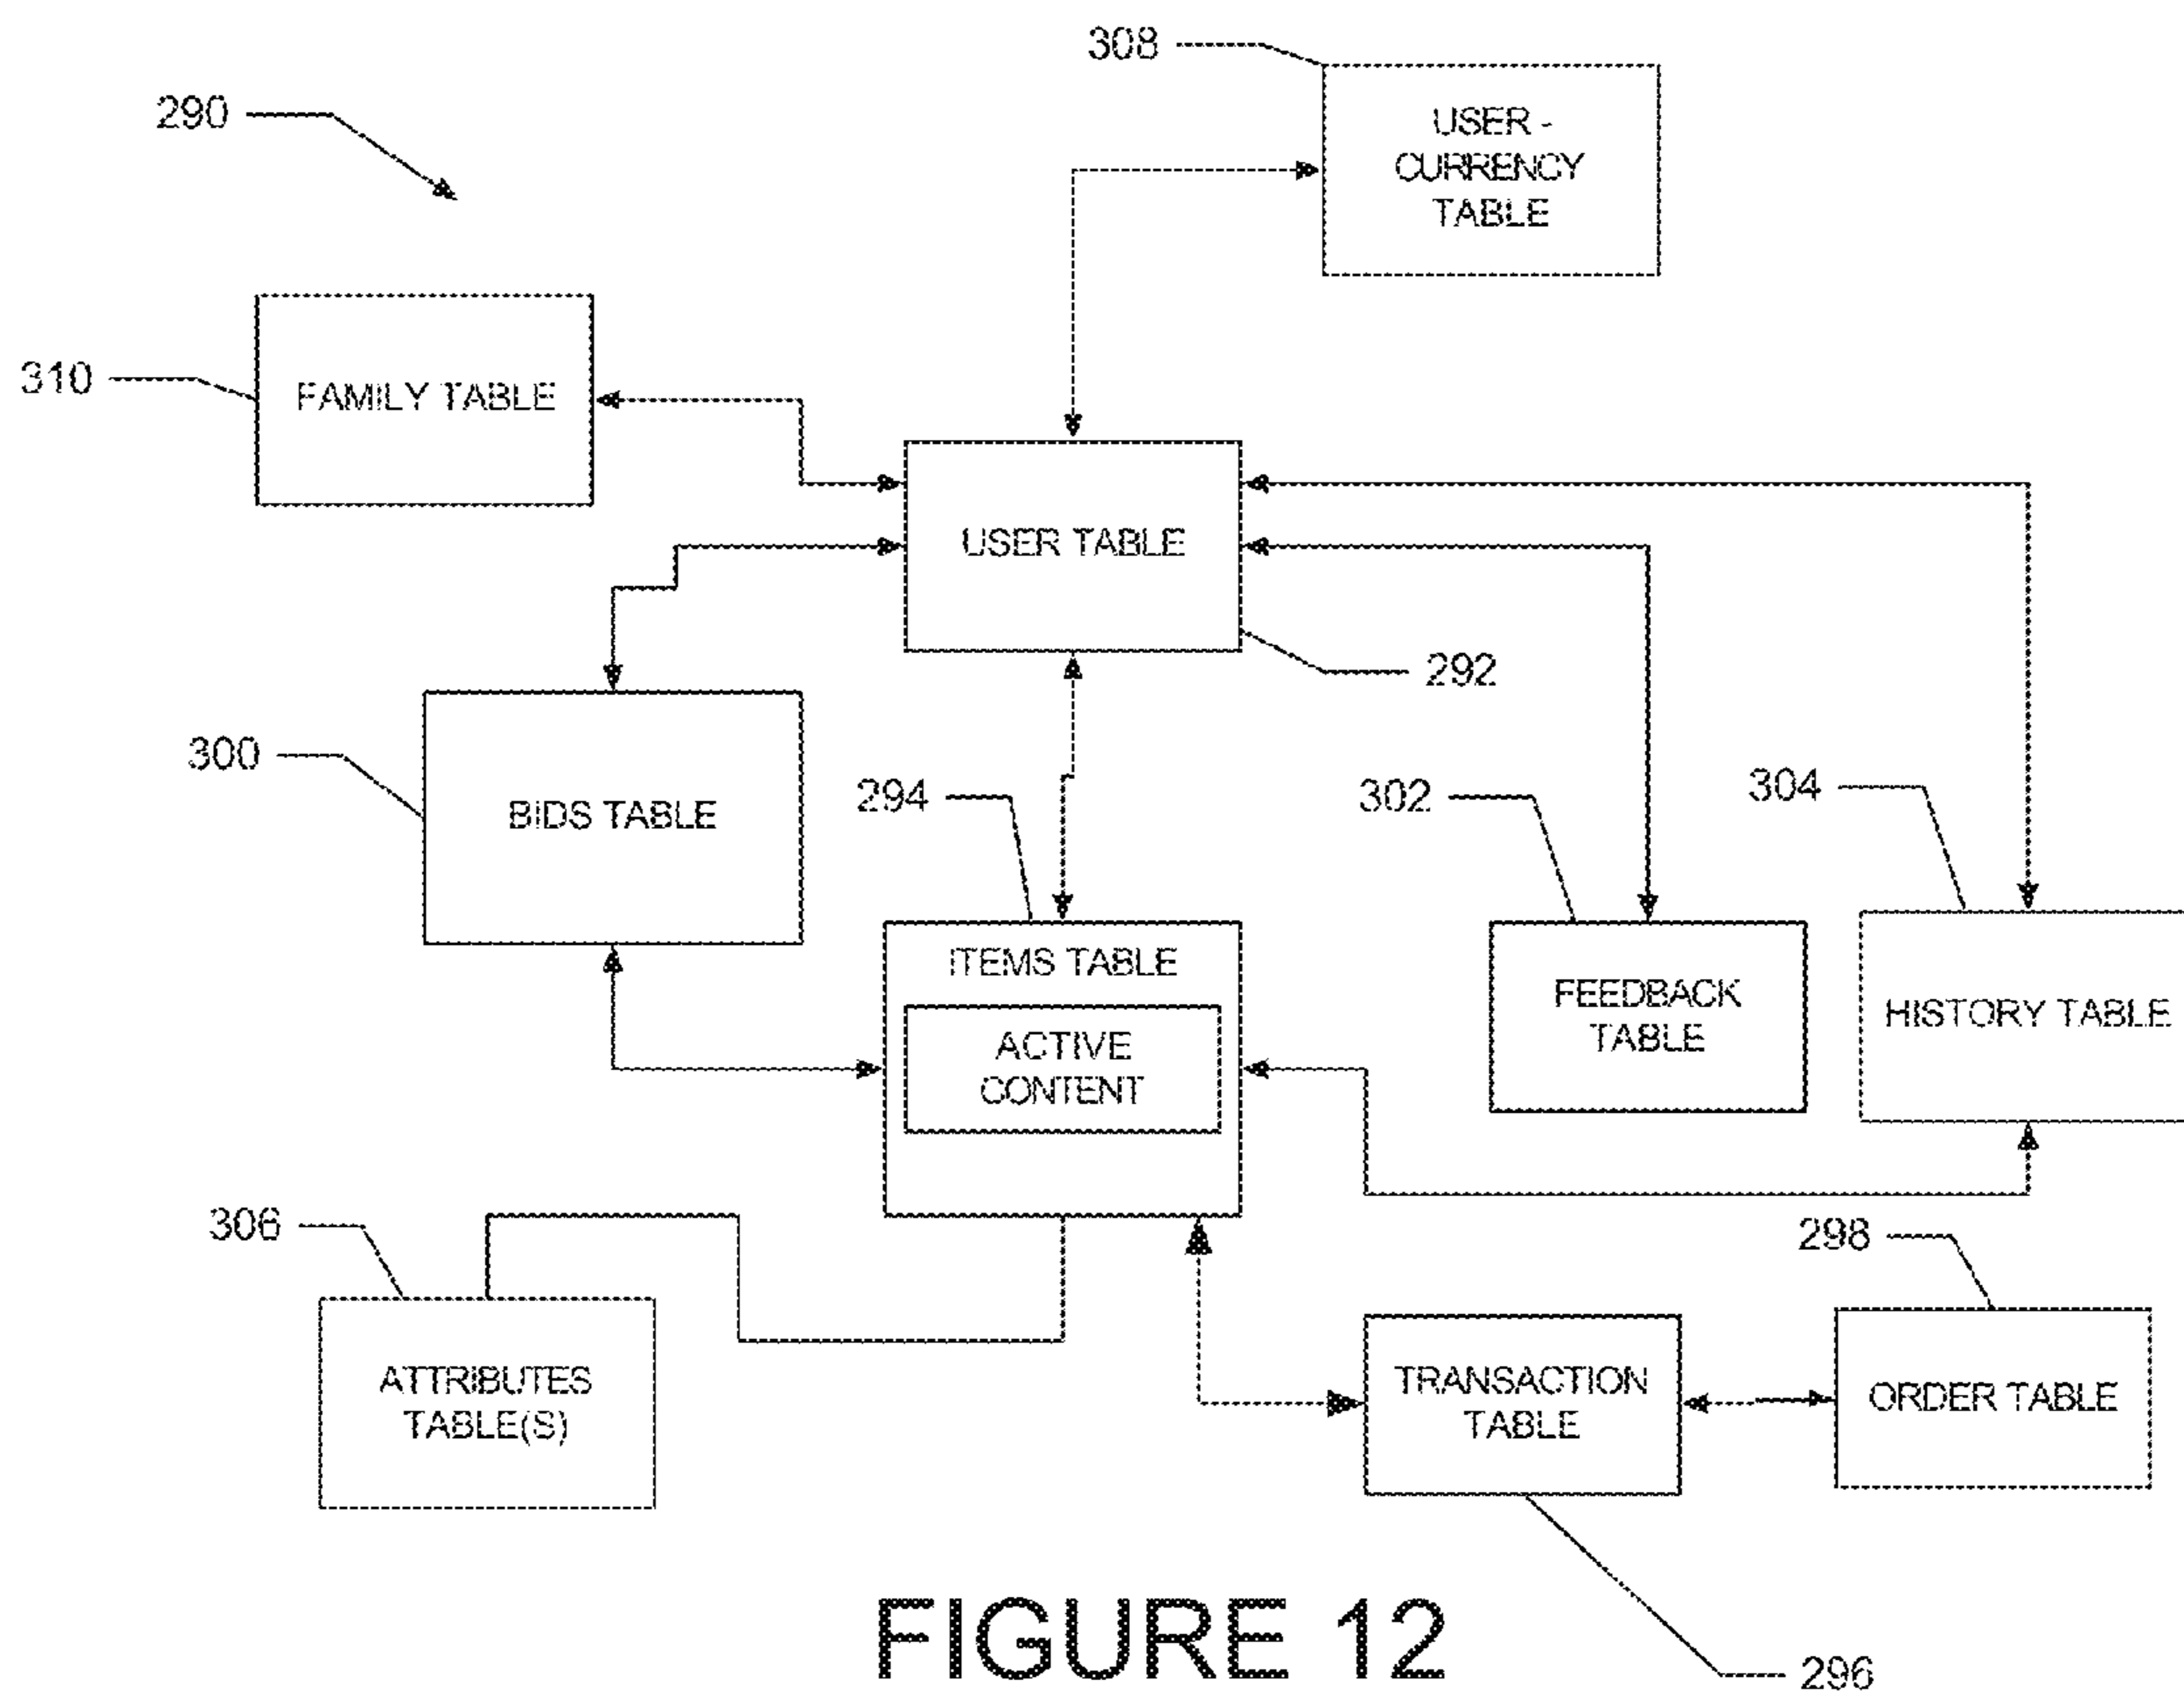 308
290
USER -
CURRENCY
TABLE
310
FAMILY TABLE
USER TABLE
292
300
BIDS TABLE
294
302
304
ITEMS TABLE
ACTIVE
CONTENT
FEEDBACK
TABLE
HISTORY TABLE
306
298
ATTRIBUTES
TABLE(S)
TRANSACTION
TABLE
ORDER TABLE
FIGURE 12
296